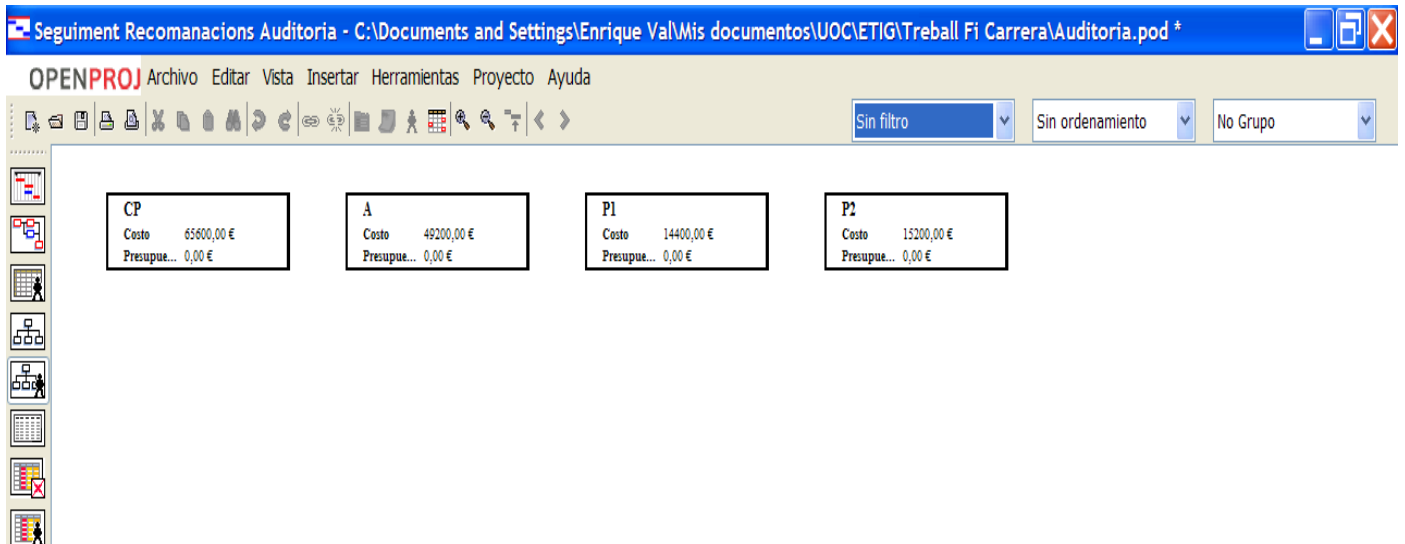 Seguiment Recomanacions Auditoria - C:\Documents and Settings\Enrique Val\Mis documentos\UOC\ETIG\Treball Fi Carrera\Auditoria.pod *
OPENPROJ Archivo Editar Vista Insertar Herramientas Proyecto Ayuda
Sin filtro Sin ordenamiento No Grupo
CP
Costo 65600,00 €
Presupue... 0,00 €
A
Costo 49200,00 €
Presupue... 0,00 €
P1
Costo 14400,00 €
Presupue... 0,00 €
P2
Costo 15200,00 €
Presupue... 0,00 €